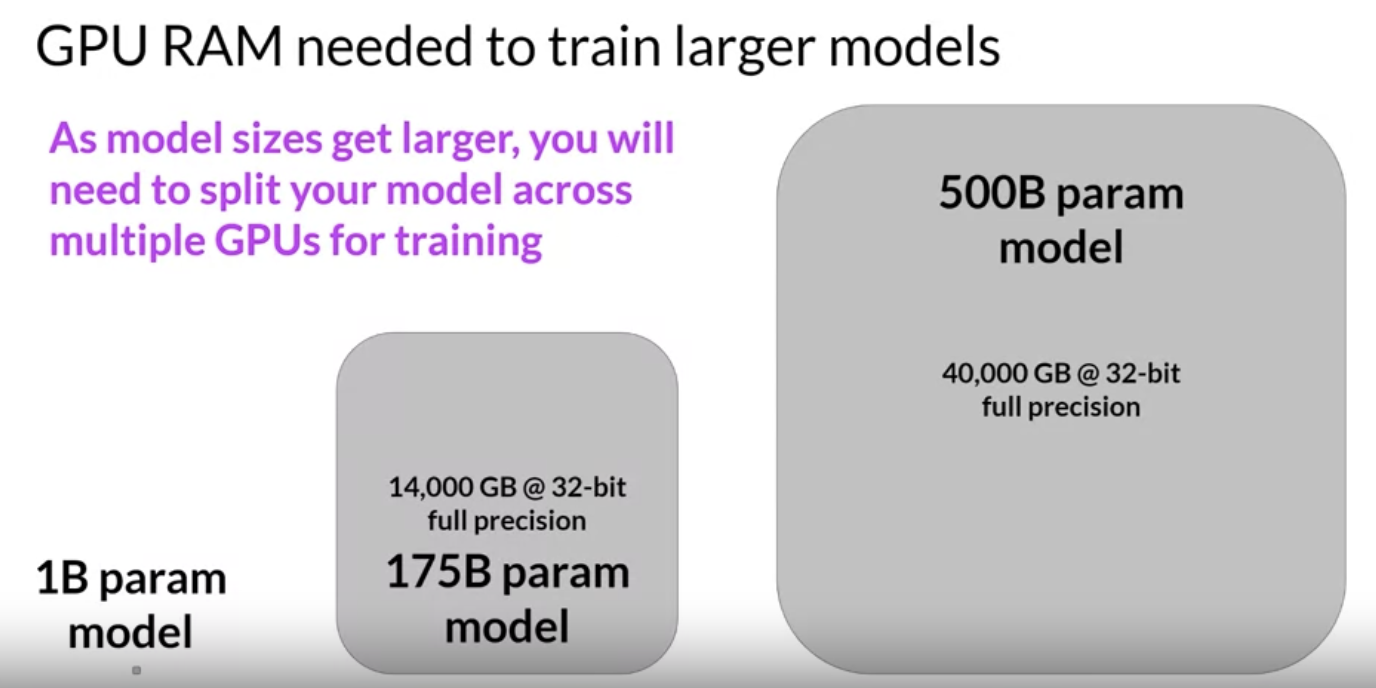 GPU RAM needed to train larger models
As model sizes get larger, you will
need to split your model across
multiple GPUs for training
1B param
model
14,000 GB @ 32-bit
full precision
175B param
model
500B param
model
40,000 GB @ 32-bit
full precision